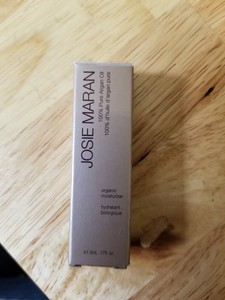 JOSIE MARAN
100% Pure Argan Oil
100% d'huile d'argan pure
organic
moisturizer
hydratant
biologique